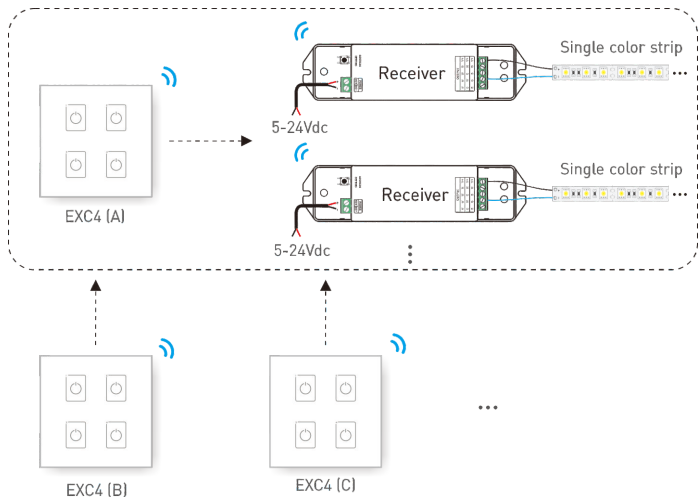 Single color strip
Receiver
5-24Vdc
Single color strip
Receiver
EXC4 (A)
5-24Vdc
EXC4 (B)
EXC4 (C)